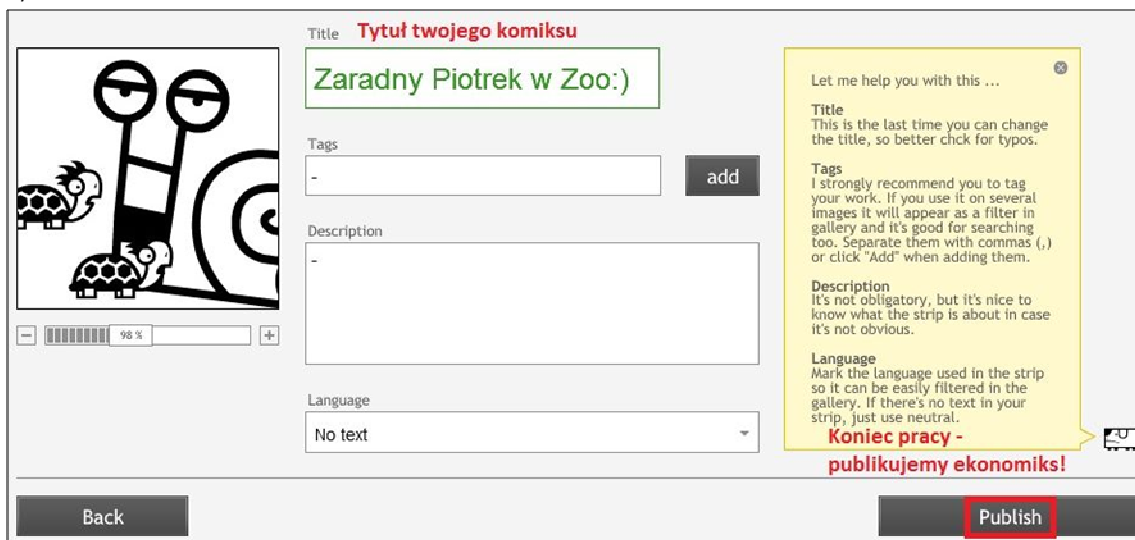 Title Tytuł twojego komiksu
Zaradny Piotrek w Zoo:)
Tags
-
add
Description
-
Language
No text
98 %
Let me help you with this ...
Title
This is the last time you can change
the title, so better chck for typos.
Tags
I strongly recommend you to tag
your work. If you use it on several
images it will appear as a filter in
gallery and it's good for searching
too. Separate them with commas (,)
or click "Add" when adding them.
Description
It's not obligatory, but it's nice to
know what the strip is about in case
it's not obvious.
Language
Mark the language used in the strip
so it can be easily filtered in the
gallery. If there's no text in your
strip, just use neutral.
Koniec pracy -
publikujemy ekonomiks!
Back
Publish